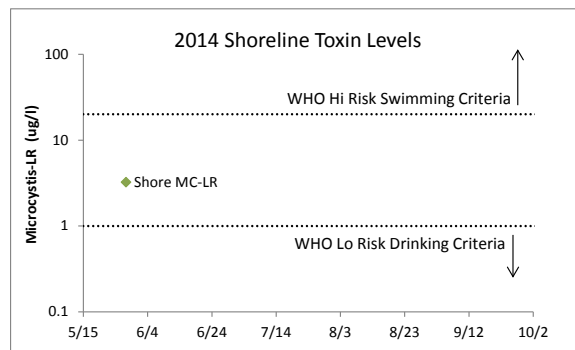 2014 Shoreline Toxin Levels
Microcystis-LR (ug/l)
100
10
1
0.1
WHO Hi Risk Swimming Criteria
Shore MC-LR
WHO Lo Risk Drinking Criteria
5/15 6/4 6/24 7/14 8/3 8/23 9/12 10/2